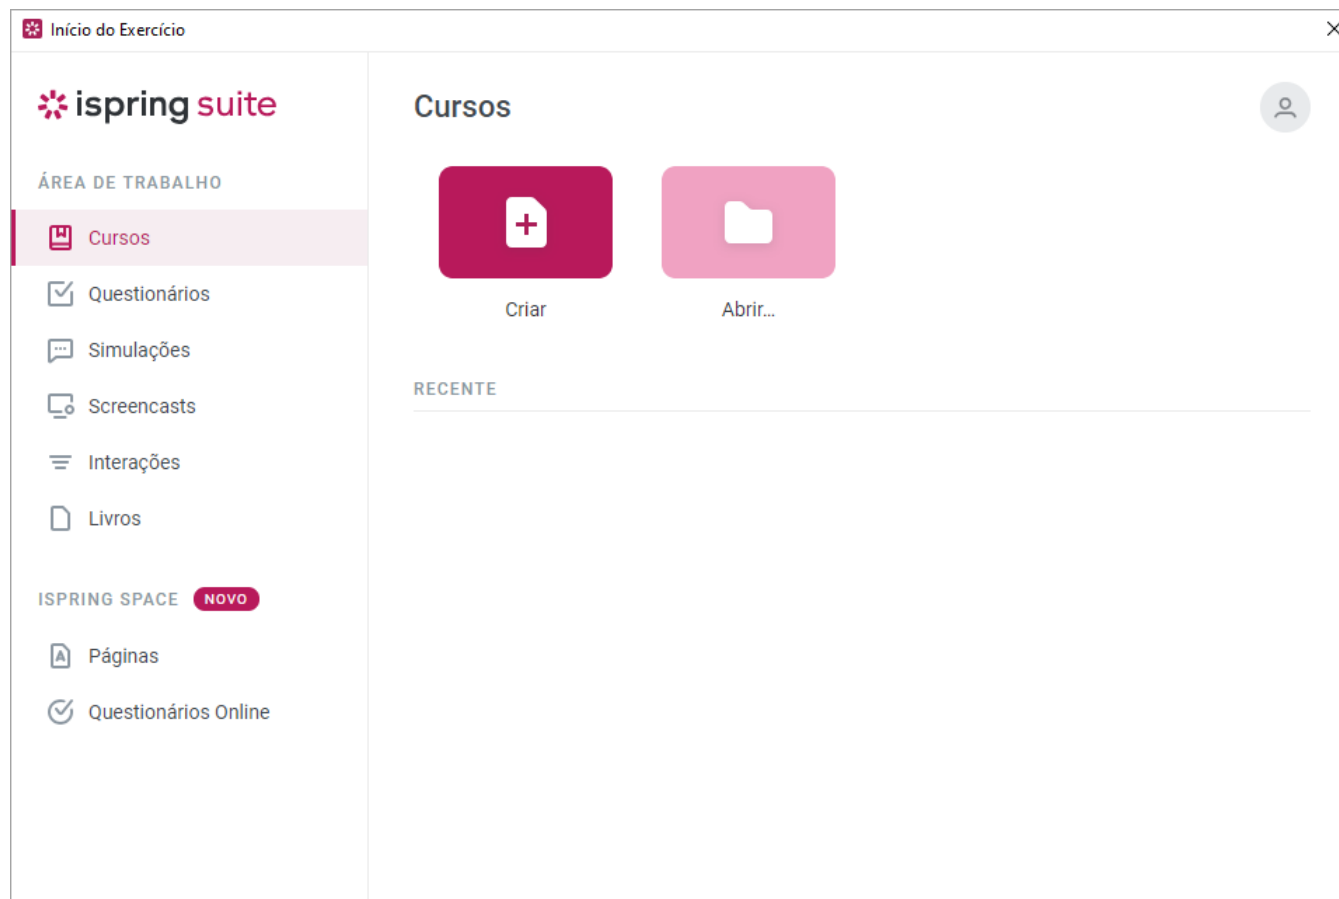 Início do Exercício
ispring suite
ÁREA DE TRABALHO
Cursos
Questionários
Simulações
Screencasts
Interações
Livros
ISPRING SPACE NOVO
Páginas
Questionários Online
Cursos
Criar
Abrir...
RECENTE